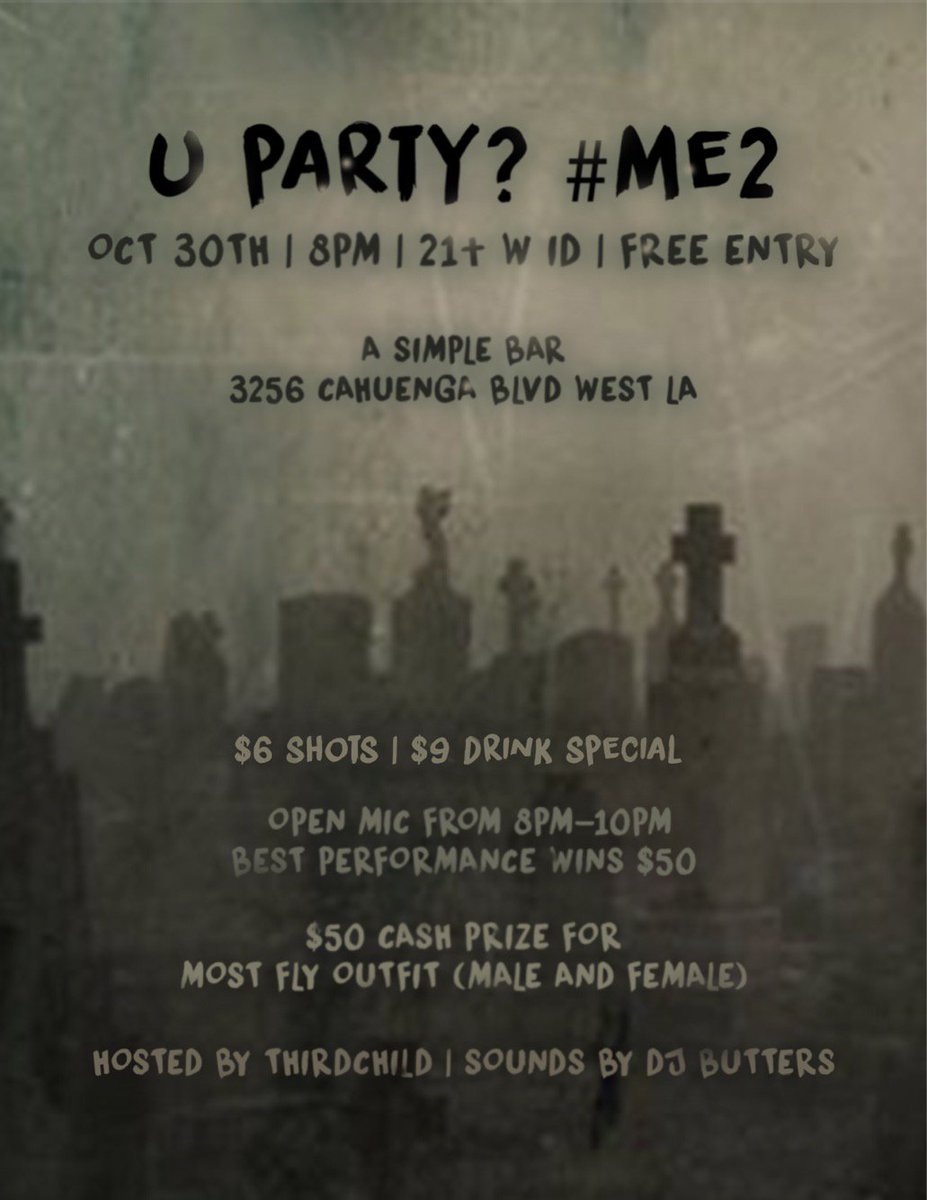 U PARTY? #ME2
OCT 30TH | 8PM | 21+ W ID | FREE ENTRY
A SIMPLE BAR
3256 CAHUENGA BLVD WEST LA
$6 SHOTS | $9 DRINK SPECIAL
OPEN MIC FROM 8PM–10PM
BEST PERFORMANCE WINS $50
$50 CASH PRIZE FOR
MOST FLY OUTFIT (MALE AND FEMALE)
HOSTED BY THIRDCHILD | SOUNDS BY DJ BUTTERS